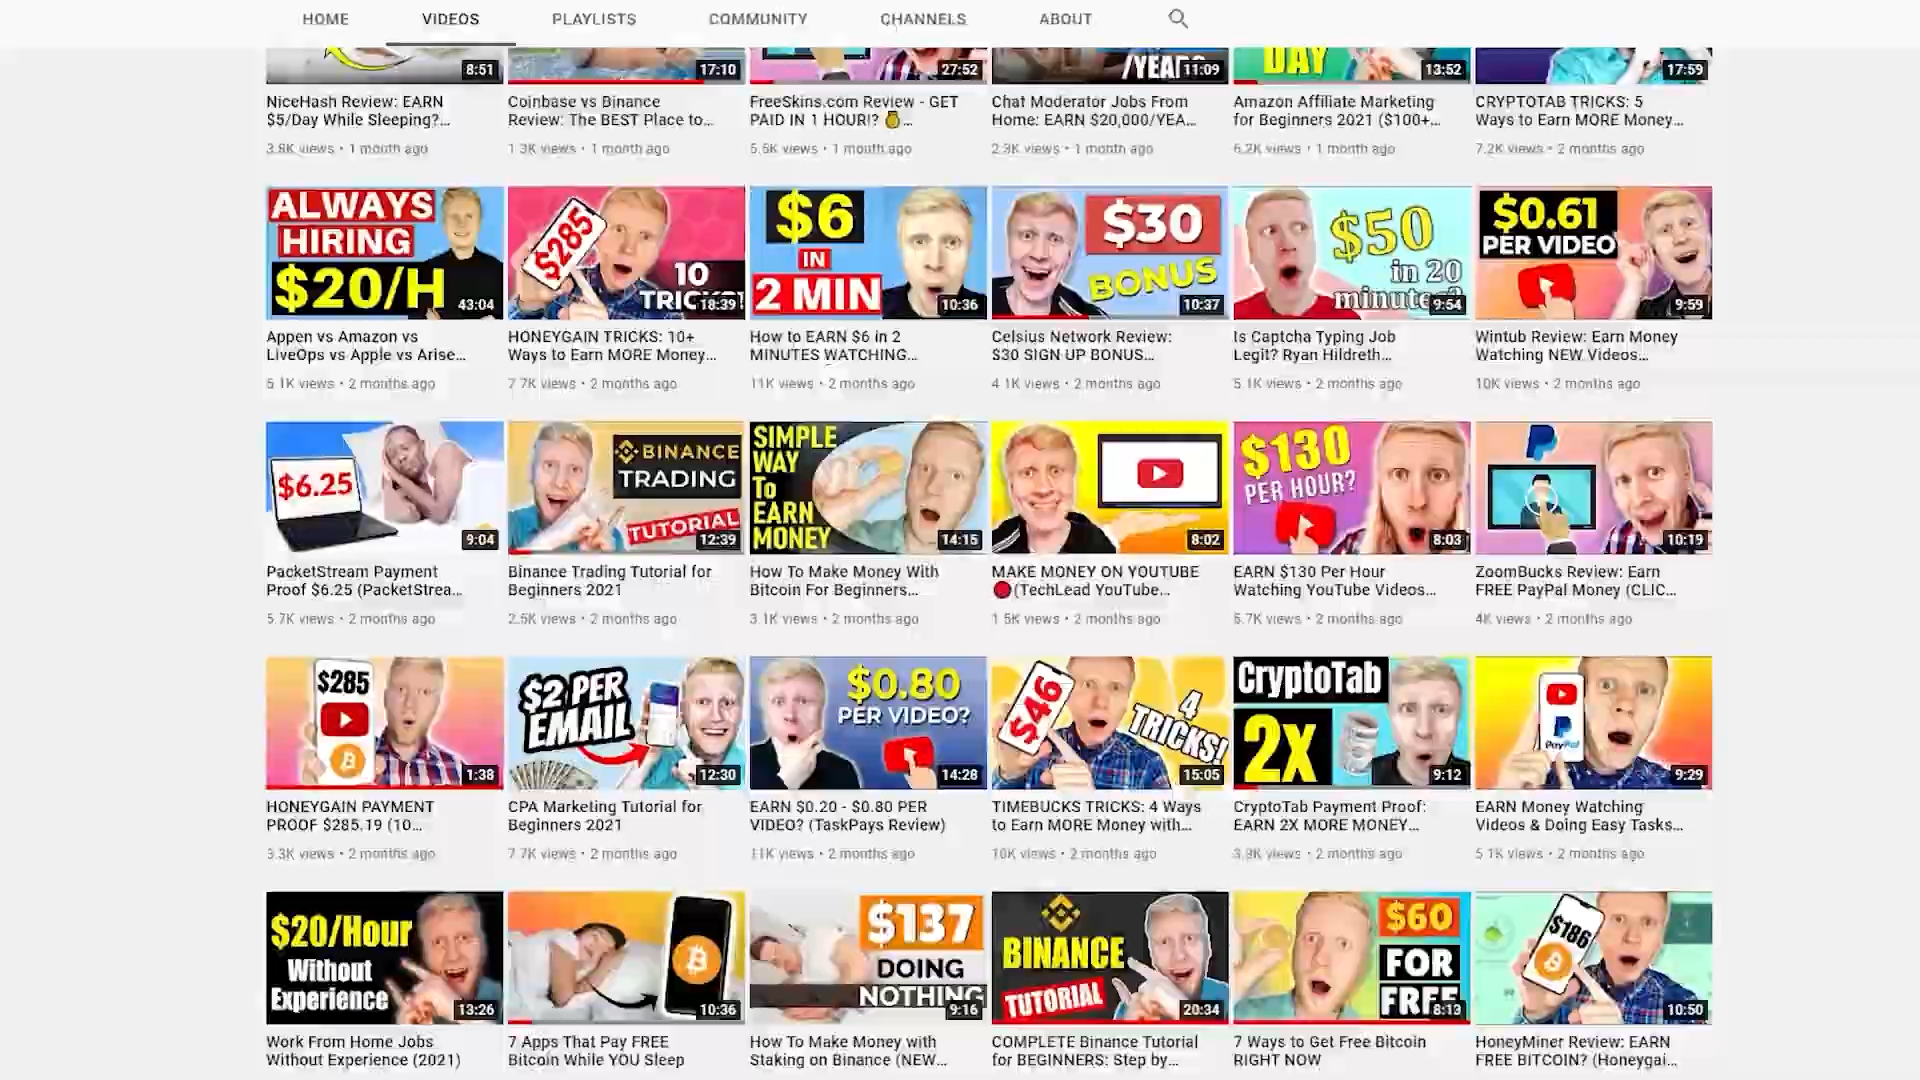 HOME VIDEOS PLAYLISTS COMMUNITY CHANNELS ABOUT
/YEAR DAY
8:51 17:10 27:52 11:09 13:52 17:59
NiceHash Review: EARN
$5/Day While Sleeping?...
3.8K views • 1 month ago
Coinbase vs Binance
Review: The BEST Place to...
1.3K views • 1 month ago
FreeSkins.com Review - GET
PAID IN 1 HOUR!? 💰...
5.5K views • 1 month ago
Chat Moderator Jobs From
Home: EARN $20,000/YEA...
2.3K views • 1 month ago
Amazon Affiliate Marketing
for Beginners 2021 ($100+...
6.2K views • 1 month ago
CRYPTOTAB TRICKS: 5
Ways to Earn MORE Money...
7.2K views • 2 months ago
ALWAYS
HIRING
$20/H
43:04
Appen vs Amazon vs
LiveOps vs Apple vs Arise...
5.1K views • 2 months ago
$285
10
TRICKS!
18:39
HONEYGAIN TRICKS: 10+
Ways to Earn MORE Money...
7.7K views • 2 months ago
$6
IN
2 MIN
10:36
How to EARN $6 in 2
MINUTES WATCHING...
11K views • 2 months ago
$30
BONUS
10:37
Celsius Network Review:
$30 SIGN UP BONUS...
4.1K views • 2 months ago
$50
in 20
minutes?
9:54
Is Captcha Typing Job
Legit? Ryan Hildreth...
5.1K views • 2 months ago
$0.61
PER VIDEO
9:59
Wintub Review: Earn Money
Watching NEW Videos...
10K views • 2 months ago
$6.25
9:04
PacketStream Payment
Proof $6.25 (PacketStrea...
5.7K views • 2 months ago
BINANCE
TRADING
TUTORIAL
12:39
Binance Trading Tutorial for
Beginners 2021
2.5K views • 2 months ago
SIMPLE
WAY
To
EARN
MONEY
14:15
How To Make Money With
Bitcoin For Beginners...
3.1K views • 2 months ago
8:02
MAKE MONEY ON YOUTUBE
🔴(TechLead YouTube...
1.5K views • 2 months ago
$130
PER HOUR?
8:03
EARN $130 Per Hour
Watching YouTube Videos...
5.7K views • 2 months ago
10:19
ZoomBucks Review: Earn
FREE PayPal Money (CLIC...
4K views • 2 months ago
$285
1:38
HONEYGAIN PAYMENT
PROOF $285.19 (10...
3.3K views • 2 months ago
$2 PER
EMAIL
12:30
CPA Marketing Tutorial for
Beginners 2021
7.7K views • 2 months ago
$0.80
PER VIDEO?
14:28
EARN $0.20 - $0.80 PER
VIDEO? (TaskPays Review)
11K views • 2 months ago
$46
4
TRICKS!
15:05
TIMEBUCKS TRICKS: 4 Ways
to Earn MORE Money with...
10K views • 2 months ago
CryptoTab
2X
9:12
CryptoTab Payment Proof:
EARN 2X MORE MONEY...
3.8K views • 2 months ago
PayPal
9:29
EARN Money Watching
Videos & Doing Easy Tasks...
5.1K views • 2 months ago
$20/Hour
Without
Experience
13:26
Work From Home Jobs
Without Experience (2021)
10:36
7 Apps That Pay FREE
Bitcoin While YOU Sleep
$137
DOING
NOTHING
9:16
How To Make Money with
Staking on Binance (NEW...
BINANCE
TUTORIAL
20:34
COMPLETE Binance Tutorial
for BEGINNERS: Step by...
$60
FOR
FREE
8:13
7 Ways to Get Free Bitcoin
RIGHT NOW
$186
10:50
HoneyMiner Review: EARN
FREE BITCOIN? (Honeygai...